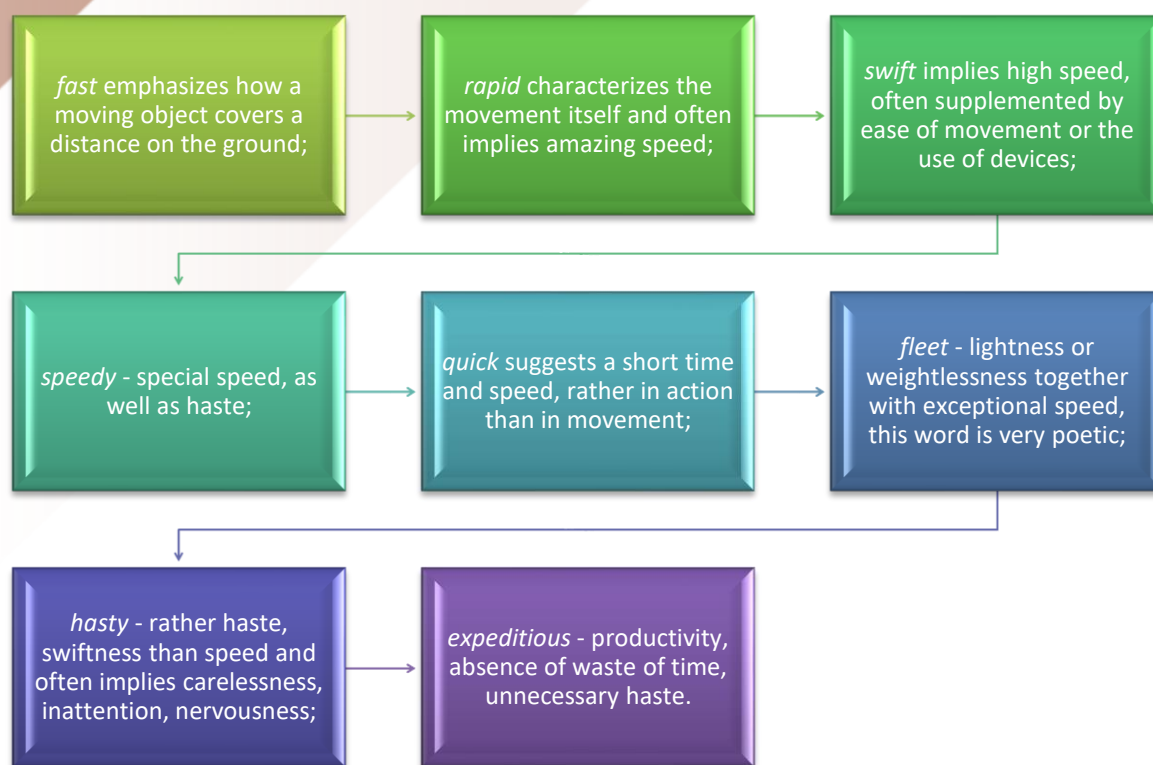 fast emphasizes how a
moving object covers a
distance on the ground;
rapid characterizes the
movement itself and often
implies amazing speed;
swift implies high speed,
often supplemented by
ease of movement or the
use of devices;
speedy - special speed, as
well as haste;
quick suggests a short time
and speed, rather in action
than in movement;
fleet - lightness or
weightlessness together
with exceptional speed,
this word is very poetic;
hasty - rather haste,
swiftness than speed and
often implies carelessness,
inattention, nervousness;
expeditious - productivity,
absence of waste of time,
unnecessary haste.